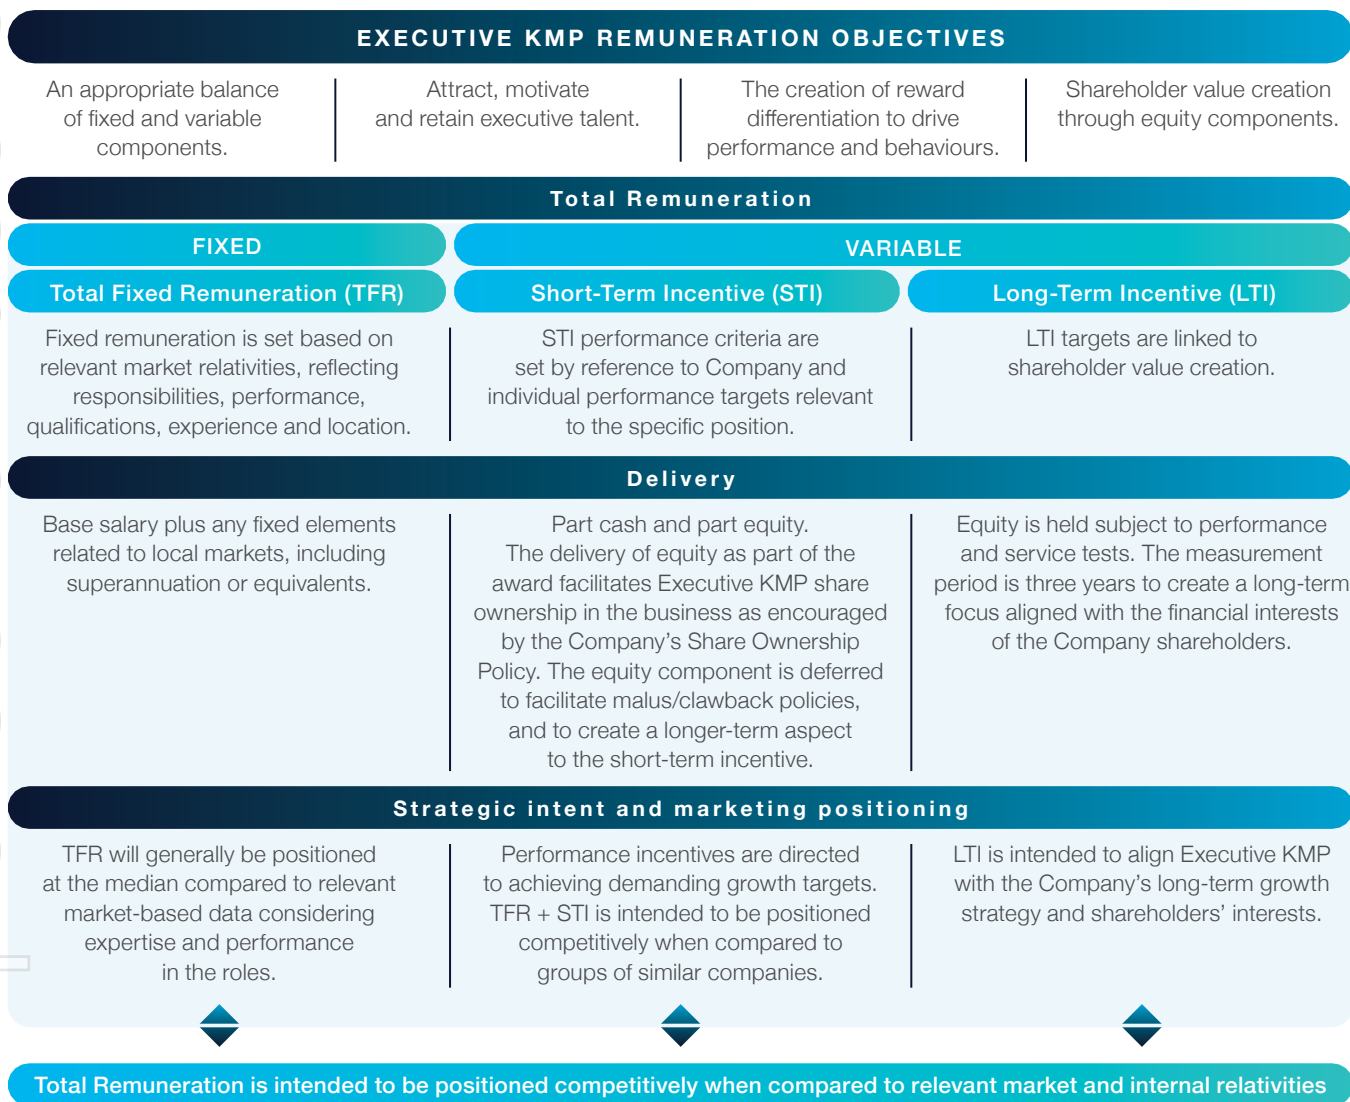 EXECUTIVE KMP REMUNERATION OBJECTIVES
An appropriate balance
of fixed and variable
components.
Attract, motivate
and retain executive talent.
The creation of reward
differentiation to drive
performance and behaviours.
Shareholder value creation
through equity components.
Total Remuneration
FIXED
VARIABLE
Total Fixed Remuneration (TFR)
Short-Term Incentive (STI)
Long-Term Incentive (LTI)
Fixed remuneration is set based on
relevant market relativities, reflecting
responsibilities, performance,
qualifications, experience and location.
STI performance criteria are
set by reference to Company and
individual performance targets relevant
to the specific position.
LTI targets are linked to
shareholder value creation.
Delivery
Base salary plus any fixed elements
related to local markets, including
superannuation or equivalents.
Part cash and part equity.
The delivery of equity as part of the
award facilitates Executive KMP share
ownership in the business as encouraged
by the Company's Share Ownership
Policy. The equity component is deferred
to facilitate malus/clawback policies,
and to create a longer-term aspect
to the short-term incentive.
Equity is held subject to performance
and service tests. The measurement
period is three years to create a long-term
focus aligned with the financial interests
of the Company shareholders.
Strategic intent and marketing positioning
TFR will generally be positioned
at the median compared to relevant
market-based data considering
expertise and performance
in the roles.
Performance incentives are directed
to achieving demanding growth targets.
TFR + STI is intended to be positioned
competitively when compared to
groups of similar companies.
LTI is intended to align Executive KMP
with the Company's long-term growth
strategy and shareholders' interests.
Total Remuneration is intended to be positioned competitively when compared to relevant market and internal relativities